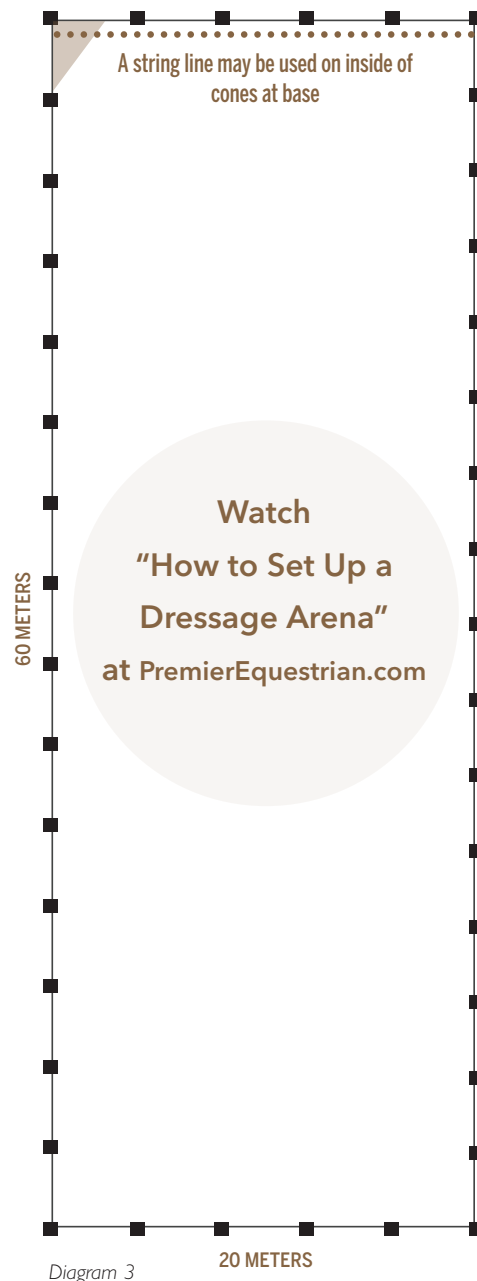 A string line may be used on inside of
cones at base
Watch
“How to Set Up a
Dressage Arena”
at PremierEquestrian.com
60 METERS
20 METERS
Diagram 3